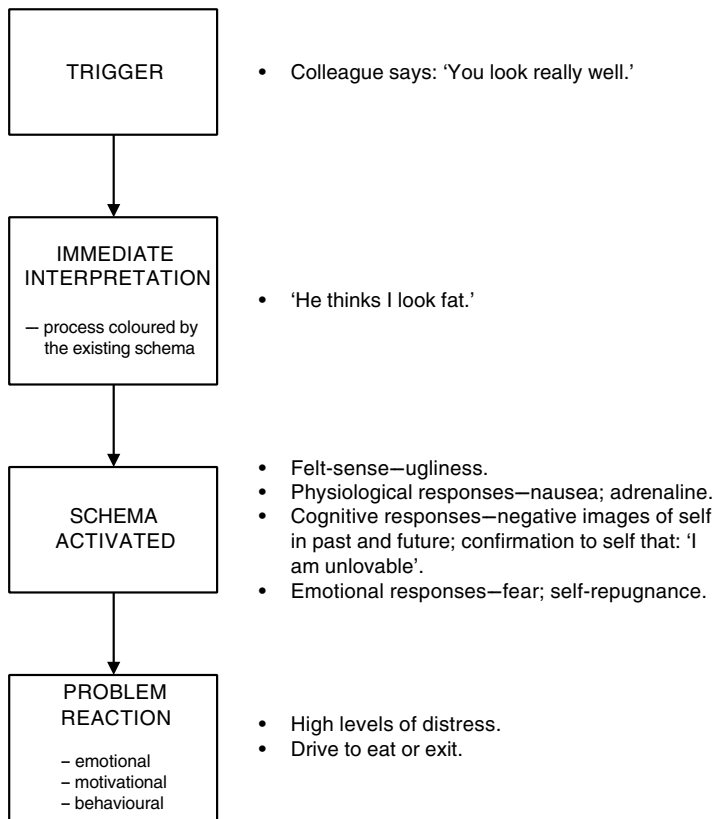 TRIGGER
• Colleague says: ‘You look really well.’
IMMEDIATE
INTERPRETATION
– process coloured by
the existing schema
• ‘He thinks I look fat.’
SCHEMA
ACTIVATED
• Felt-sense–ugliness.
• Physiological responses–nausea; adrenaline.
• Cognitive responses–negative images of self
in past and future; confirmation to self that: ‘I
am unlovable’.
• Emotional responses–fear; self-repugnance.
PROBLEM
REACTION
– emotional
– motivational
– behavioural
• High levels of distress.
• Drive to eat or exit.